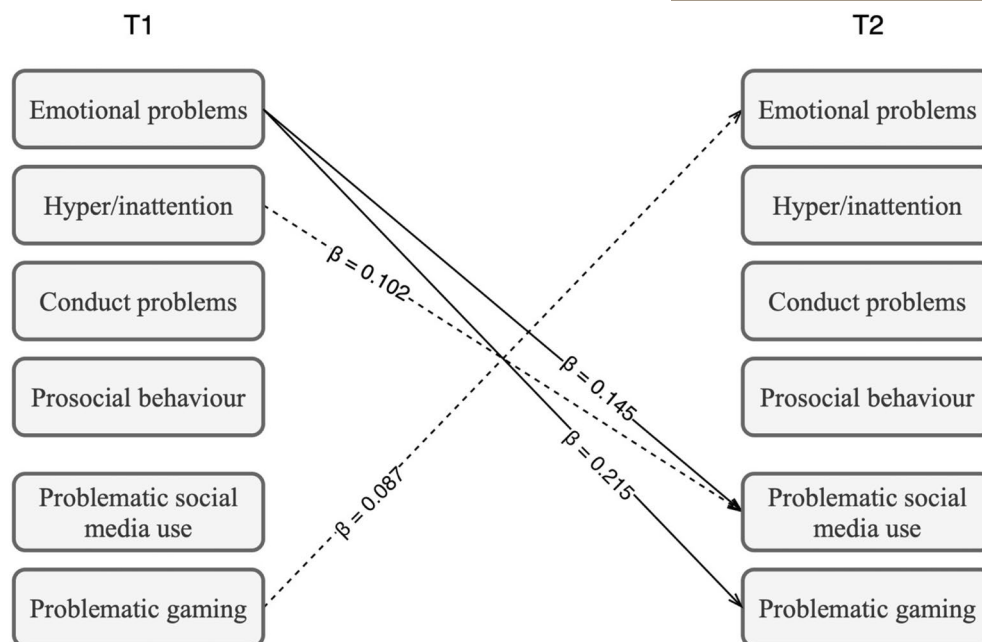 T1
T2
Emotional problems
Emotional problems
Hyper/inattention
Hyper/inattention
β = 0.102
Conduct problems
Conduct problems
Prosocial behaviour
β = 0.145
Prosocial behaviour
β = 0.215
β = 0.087
Problematic social
media use
Problematic social
media use
Problematic gaming
Problematic gaming